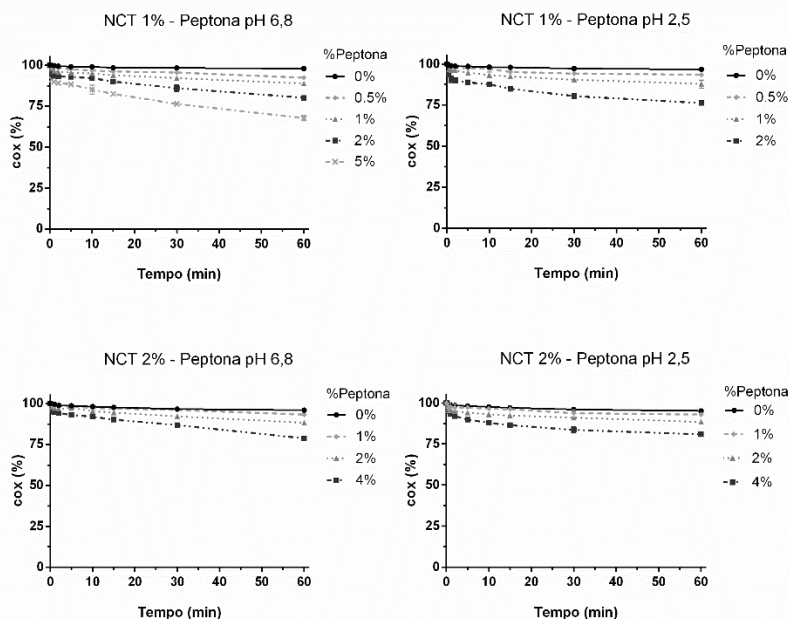 NCT 1% - Peptona pH 6,8
%Peptona
0%
0.5%
1%
2%
5%
cox (%)
100
75
50
25
0
0 10 20 30 40 50 60
Tempo (min)
NCT 1% - Peptona pH 2,5
%Peptona
0%
0.5%
1%
2%
cox (%)
100
75
50
25
0
0 10 20 30 40 50 60
Tempo (min)
NCT 2% - Peptona pH 6,8
%Peptona
0%
1%
2%
4%
cox (%)
100
75
50
25
0
0 10 20 30 40 50 60
Tempo (min)
NCT 2% - Peptona pH 2,5
%Peptona
0%
1%
2%
4%
cox (%)
100
75
50
25
0
0 10 20 30 40 50 60
Tempo (min)